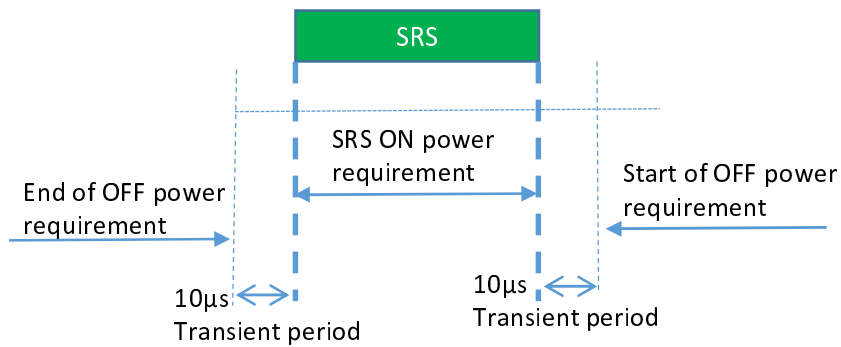 SRS
SRS ON power
requirement
End of OFF power
requirement
Start of OFF power
requirement
10µs
Transient period
10µs
Transient period